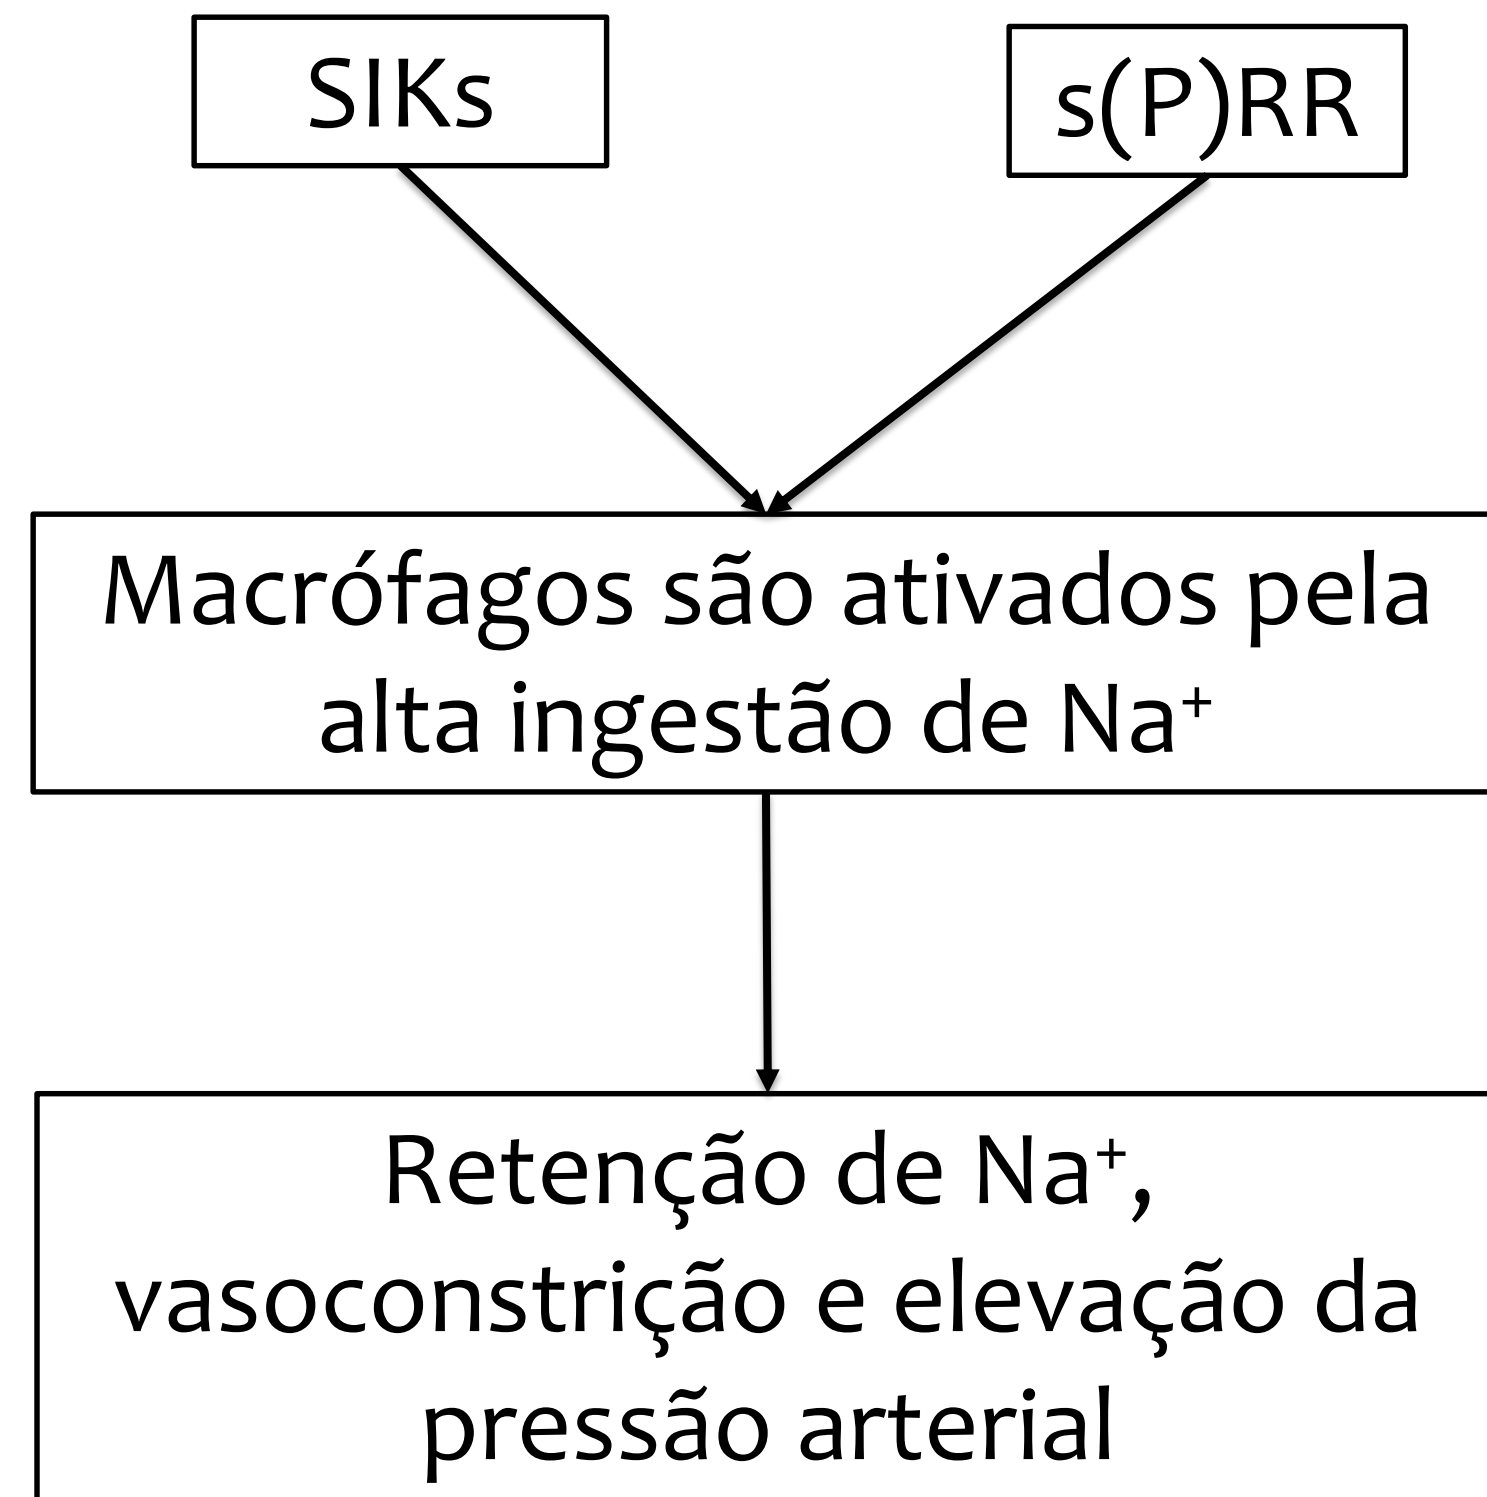 SIKs
s(P)RR
Macrófagos são ativados pela
alta ingestão de Na⁺
Retenção de Na⁺,
vasoconstrição e elevação da
pressão arterial